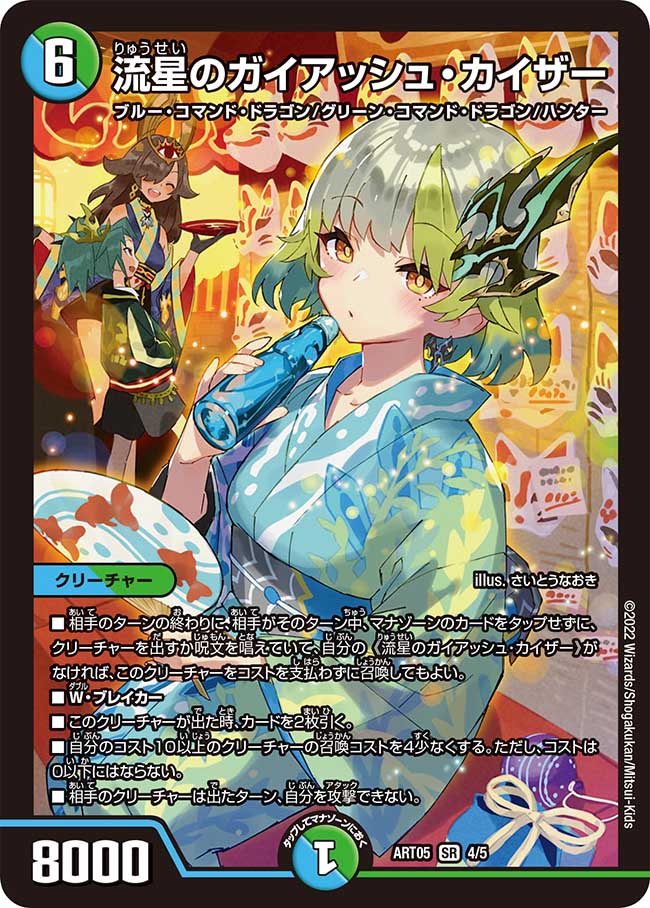 6
りゅうせい
流星のガイアッシュ・カイザー
ブルー・コマンド・ドラゴン/グリーン・コマンド・ドラゴン/ハンター
クリーチャー
illus. さいとうなおき
■相手のターンの終わりに、相手がそのターン中、マナゾーンのカードをタップせずに、
クリーチャーを出すか呪文を唱えていて、自分の《流星のガイアッシュ・カイザー》が
なければ、このクリーチャーをコストを支払わずに召喚してもよい。
■W・ブレイカー
■このクリーチャーが出た時、カードを2枚引く。
■自分のコスト10以上のクリーチャーの召喚コストを4少なくする。ただし、コストは
0以下にはならない。
■相手のクリーチャーは出たターン、自分を攻撃できない。
©2022 Wizards/Shogakukan/Mitsui-Kids
8000
タップしてマナゾーンにおく
1
ART05 SR 4/5